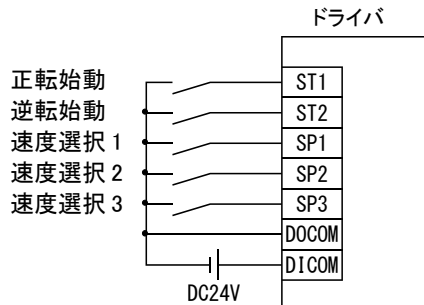 ドライバ
正転始動 ST1
逆転始動 ST2
速度選択 1 SP1
速度選択 2 SP2
速度選択 3 SP3
DOCOM
DICOM
DC24V